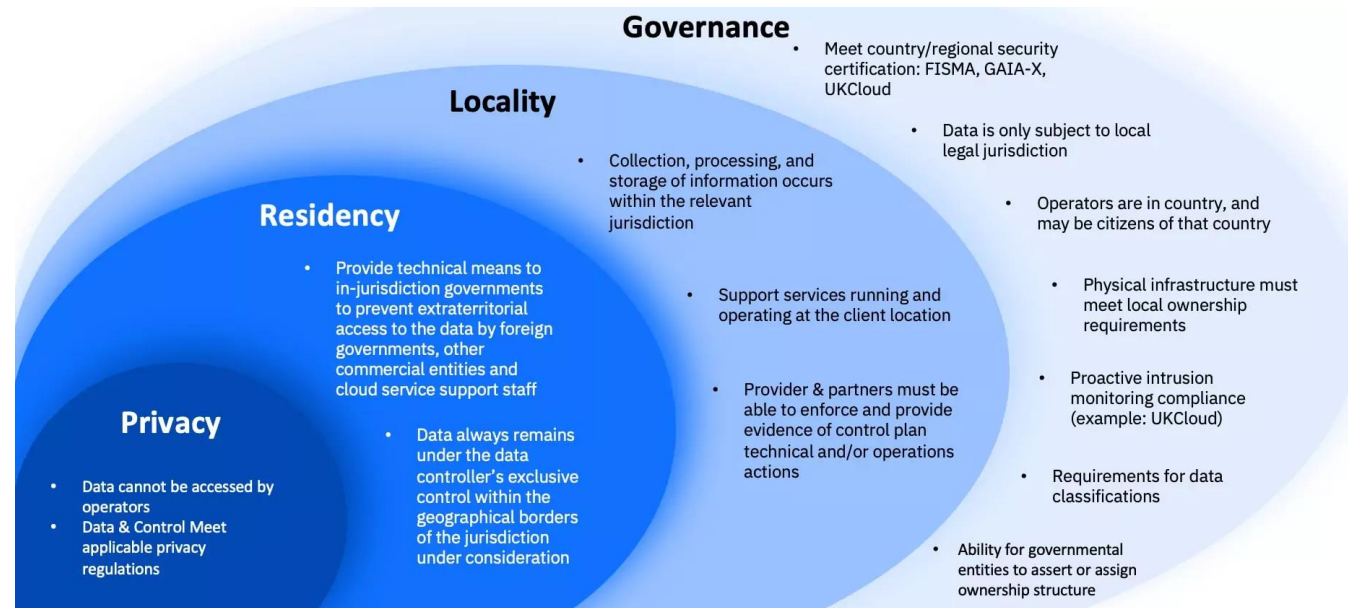 Governance
• Meet country/regional security
certification: FISMA, GAIA-X,
UKCloud
• Data is only subject to local
legal jurisdiction
• Operators are in country, and
may be citizens of that country
• Physical infrastructure must
meet local ownership
requirements
• Proactive intrusion
monitoring compliance
(example: UKCloud)
• Requirements for data
classifications
• Ability for governmental
entities to assert or assign
ownership structure
Locality
• Collection, processing, and
storage of information occurs
within the relevant
jurisdiction
• Support services running and
operating at the client location
• Provider & partners must be
able to enforce and provide
evidence of control plan
technical and/or operations
actions
Residency
• Provide technical means to
in-jurisdiction governments
to prevent extraterritorial
access to the data by foreign
governments, other
commercial entities and
cloud service support staff
• Data always remains
under the data
controller’s exclusive
control within the
geographical borders
of the jurisdiction
under consideration
Privacy
• Data cannot be accessed by
operators
• Data & Control Meet
applicable privacy
regulations